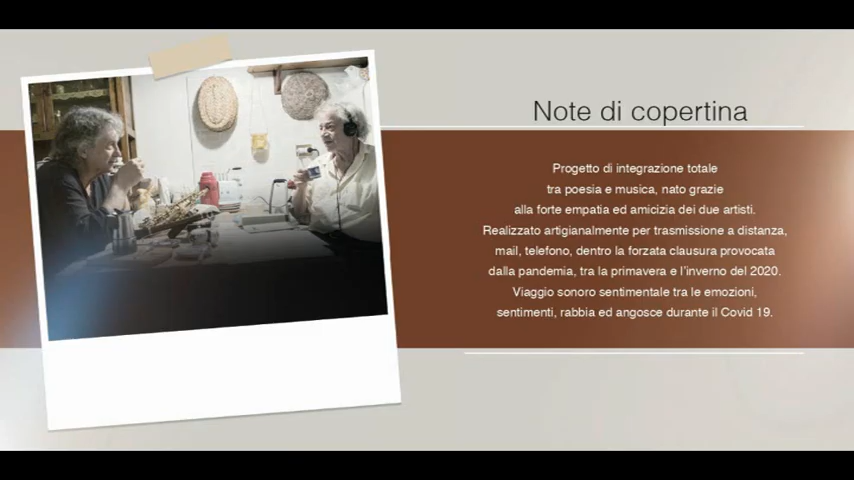 Note di copertina
Progetto di integrazione totale
tra poesia e musica, nato grazie
alla forte empatia ed amicizia dei due artisti.
Realizzato artigianalmente per trasmissione a distanza,
mail, telefono, dentro la forzata clausura provocata
dalla pandemia, tra la primavera e l'inverno del 2020.
Viaggio sonoro sentimentale tra le emozioni,
sentimenti, rabbia ed angosce durante il Covid 19.